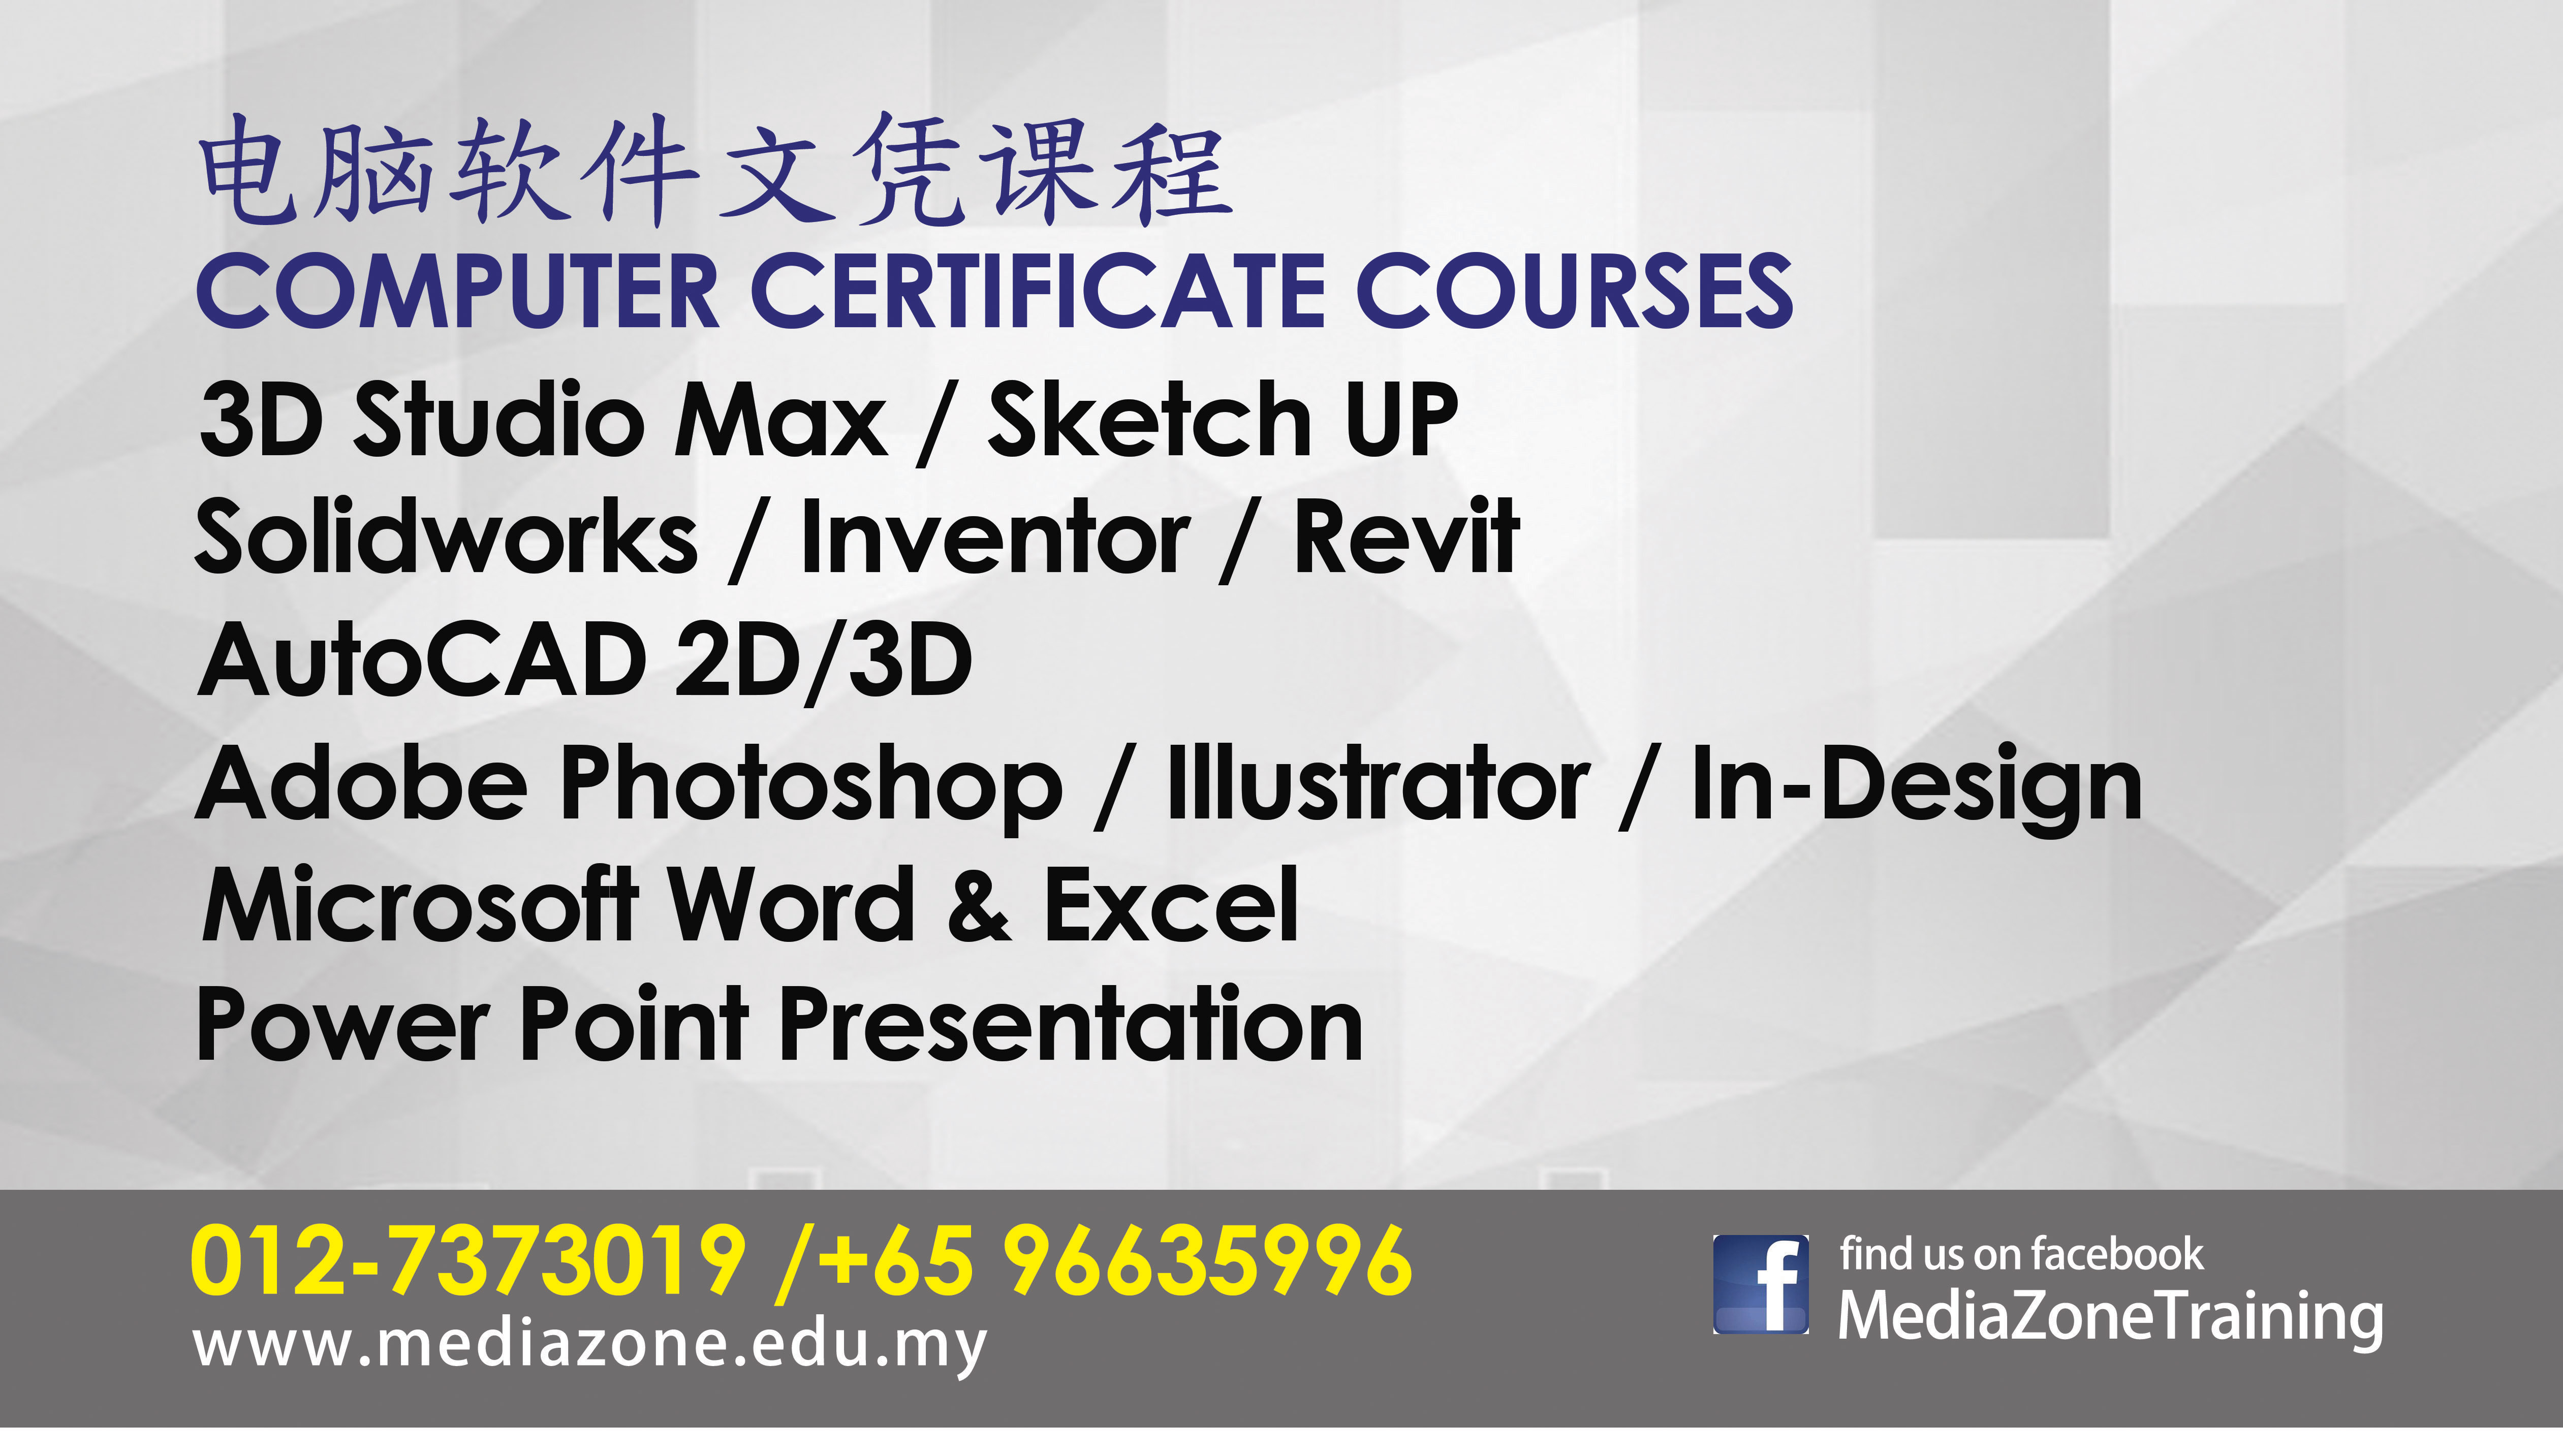 电脑软件文凭课程
COMPUTER CERTIFICATE COURSES
3D Studio Max / Sketch UP
Solidworks / Inventor / Revit
AutoCAD 2D/3D
Adobe Photoshop / Illustrator / In-Design
Microsoft Word & Excel
Power Point Presentation
012-7373019 /+65 96635996
www.mediazone.edu.my
f
find us on facebook
MediaZoneTraining